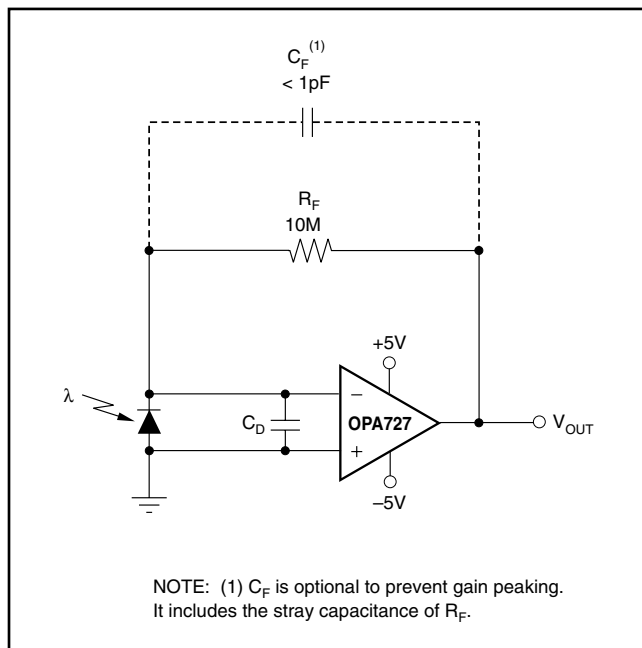 C_F^(1)
< 1pF
R_F
10M
+5V
λ
C_D
−
OPA727
+
V_OUT
–5V
NOTE: (1) C_F is optional to prevent gain peaking.
It includes the stray capacitance of R_F.